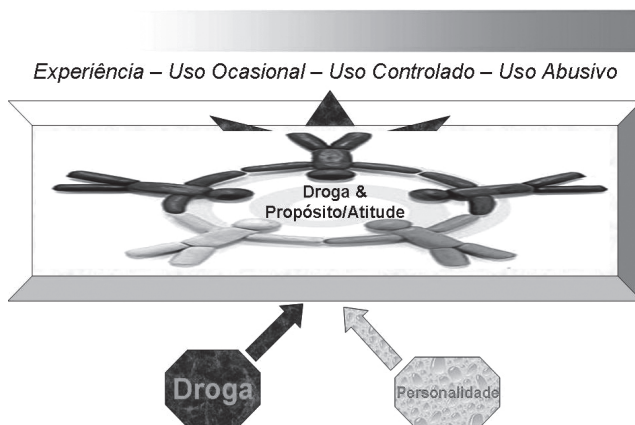 Experiência – Uso Ocasional – Uso Controlado – Uso Abusivo
Droga &
Propósito/Atitude
Droga
Personalidade